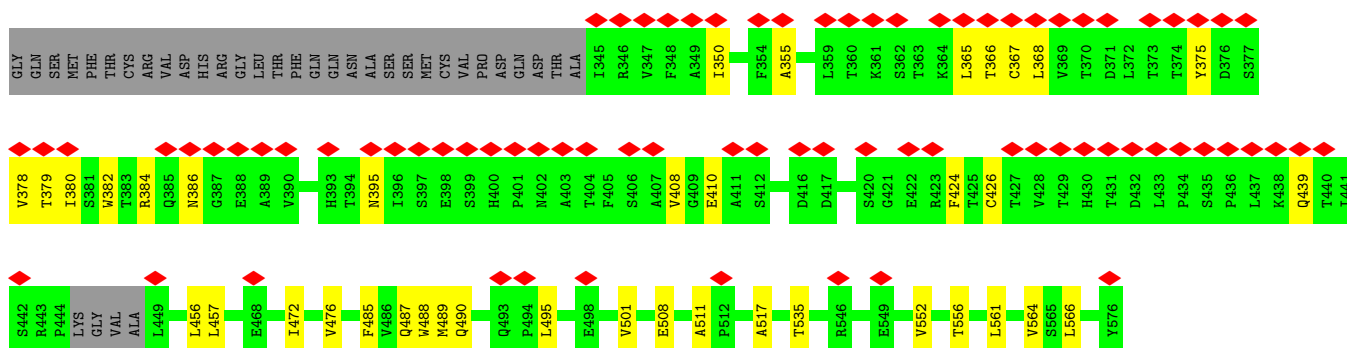 GLY GLN SER MET PHE THR CYS ARG VAL ASP HIS ARG GLY LEU THR PHE GLN GLN ASN ALA SER SER MET CYS VAL PRO ASP GLN ASP THR ALA I345 R346 V347 F348 A349 I350 F354 A355 L359 T360 K361 S362 T363 K364 L365 T366 C367 L368 V369 T370 D371 L372 T373 T374 Y375 D376 S377
V378 T379 I380 S381 W382 T383 R384 Q385 N386 G387 E388 A389 V390 H393 T394 N395 I396 S397 E398 S399 H400 P401 N402 A403 T404 F405 S406 A407 V408 G409 E410 A411 S412 D416 D417 S420 G421 E422 R423 F424 T425 C426 T427 V428 T429 H430 T431 D432 L433 P434 S435 P436 L437 K438 Q439 T440 I441
S442 R443 P444 LYS GLY VAL ALA L449 L456 L457 E468 I472 V476 F485 V486 Q487 W488 M489 Q490 Q493 P494 L495 E498 V501 E508 A511 P512 A517 T535 R546 E549 V552 T556 L561 V564 S565 L566 Y576